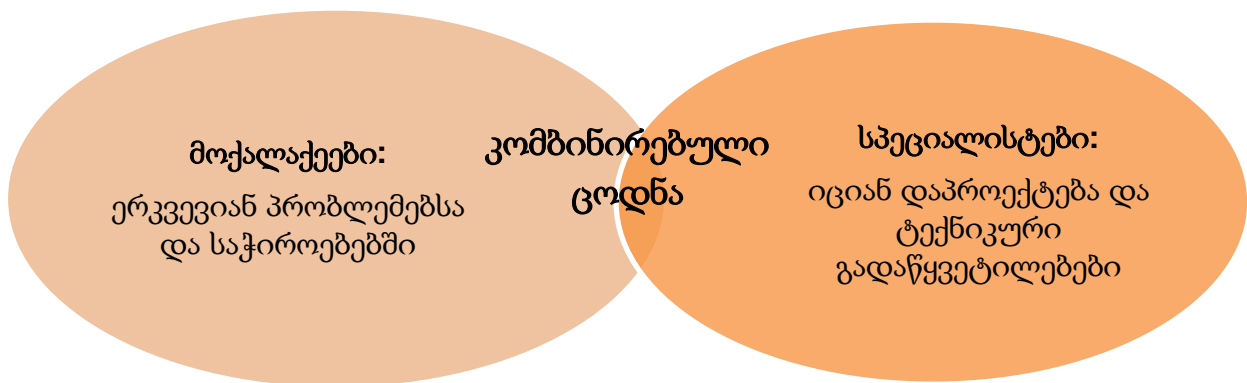 მოქალაქეები:
ერკვევიან პრობლემებსა
და საჭიროებებში
კომბინირებული
ცოდნა
სპეციალისტები:
იციან დაპროექტება და
ტექნიკური
გადაწყვეტილებები